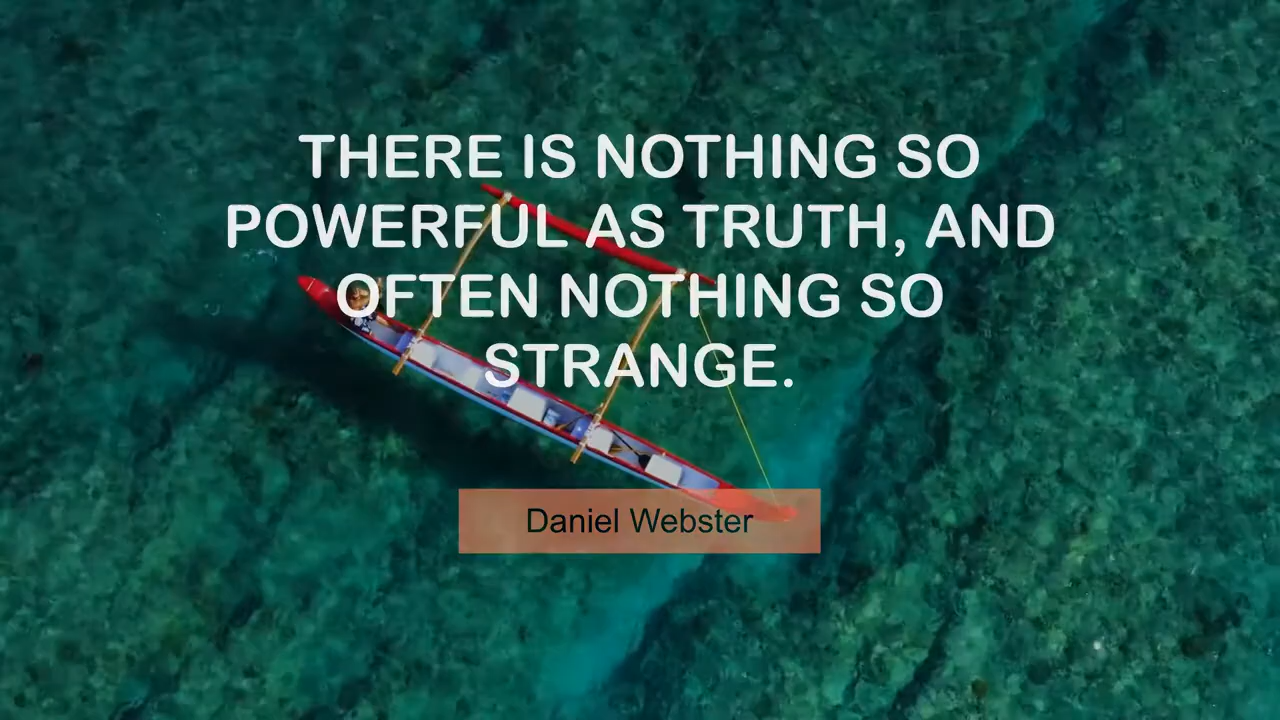 THERE IS NOTHING SO
POWERFUL AS TRUTH, AND
OFTEN NOTHING SO
STRANGE.
Daniel Webster